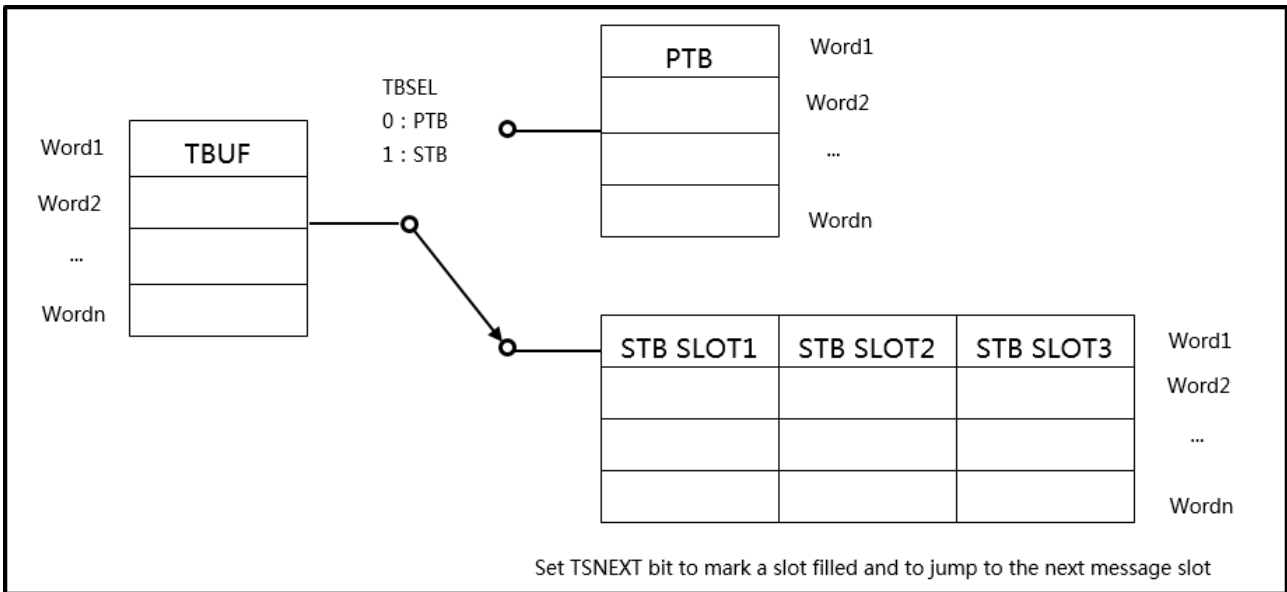 TBSEL
0 : PTB
1 : STB
Word1
TBUF
Word2
...
Wordn
PTB
Word1
Word2
...
Wordn
STB SLOT1 STB SLOT2 STB SLOT3
Word1
Word2
...
Wordn
Set TSNEXT bit to mark a slot filled and to jump to the next message slot